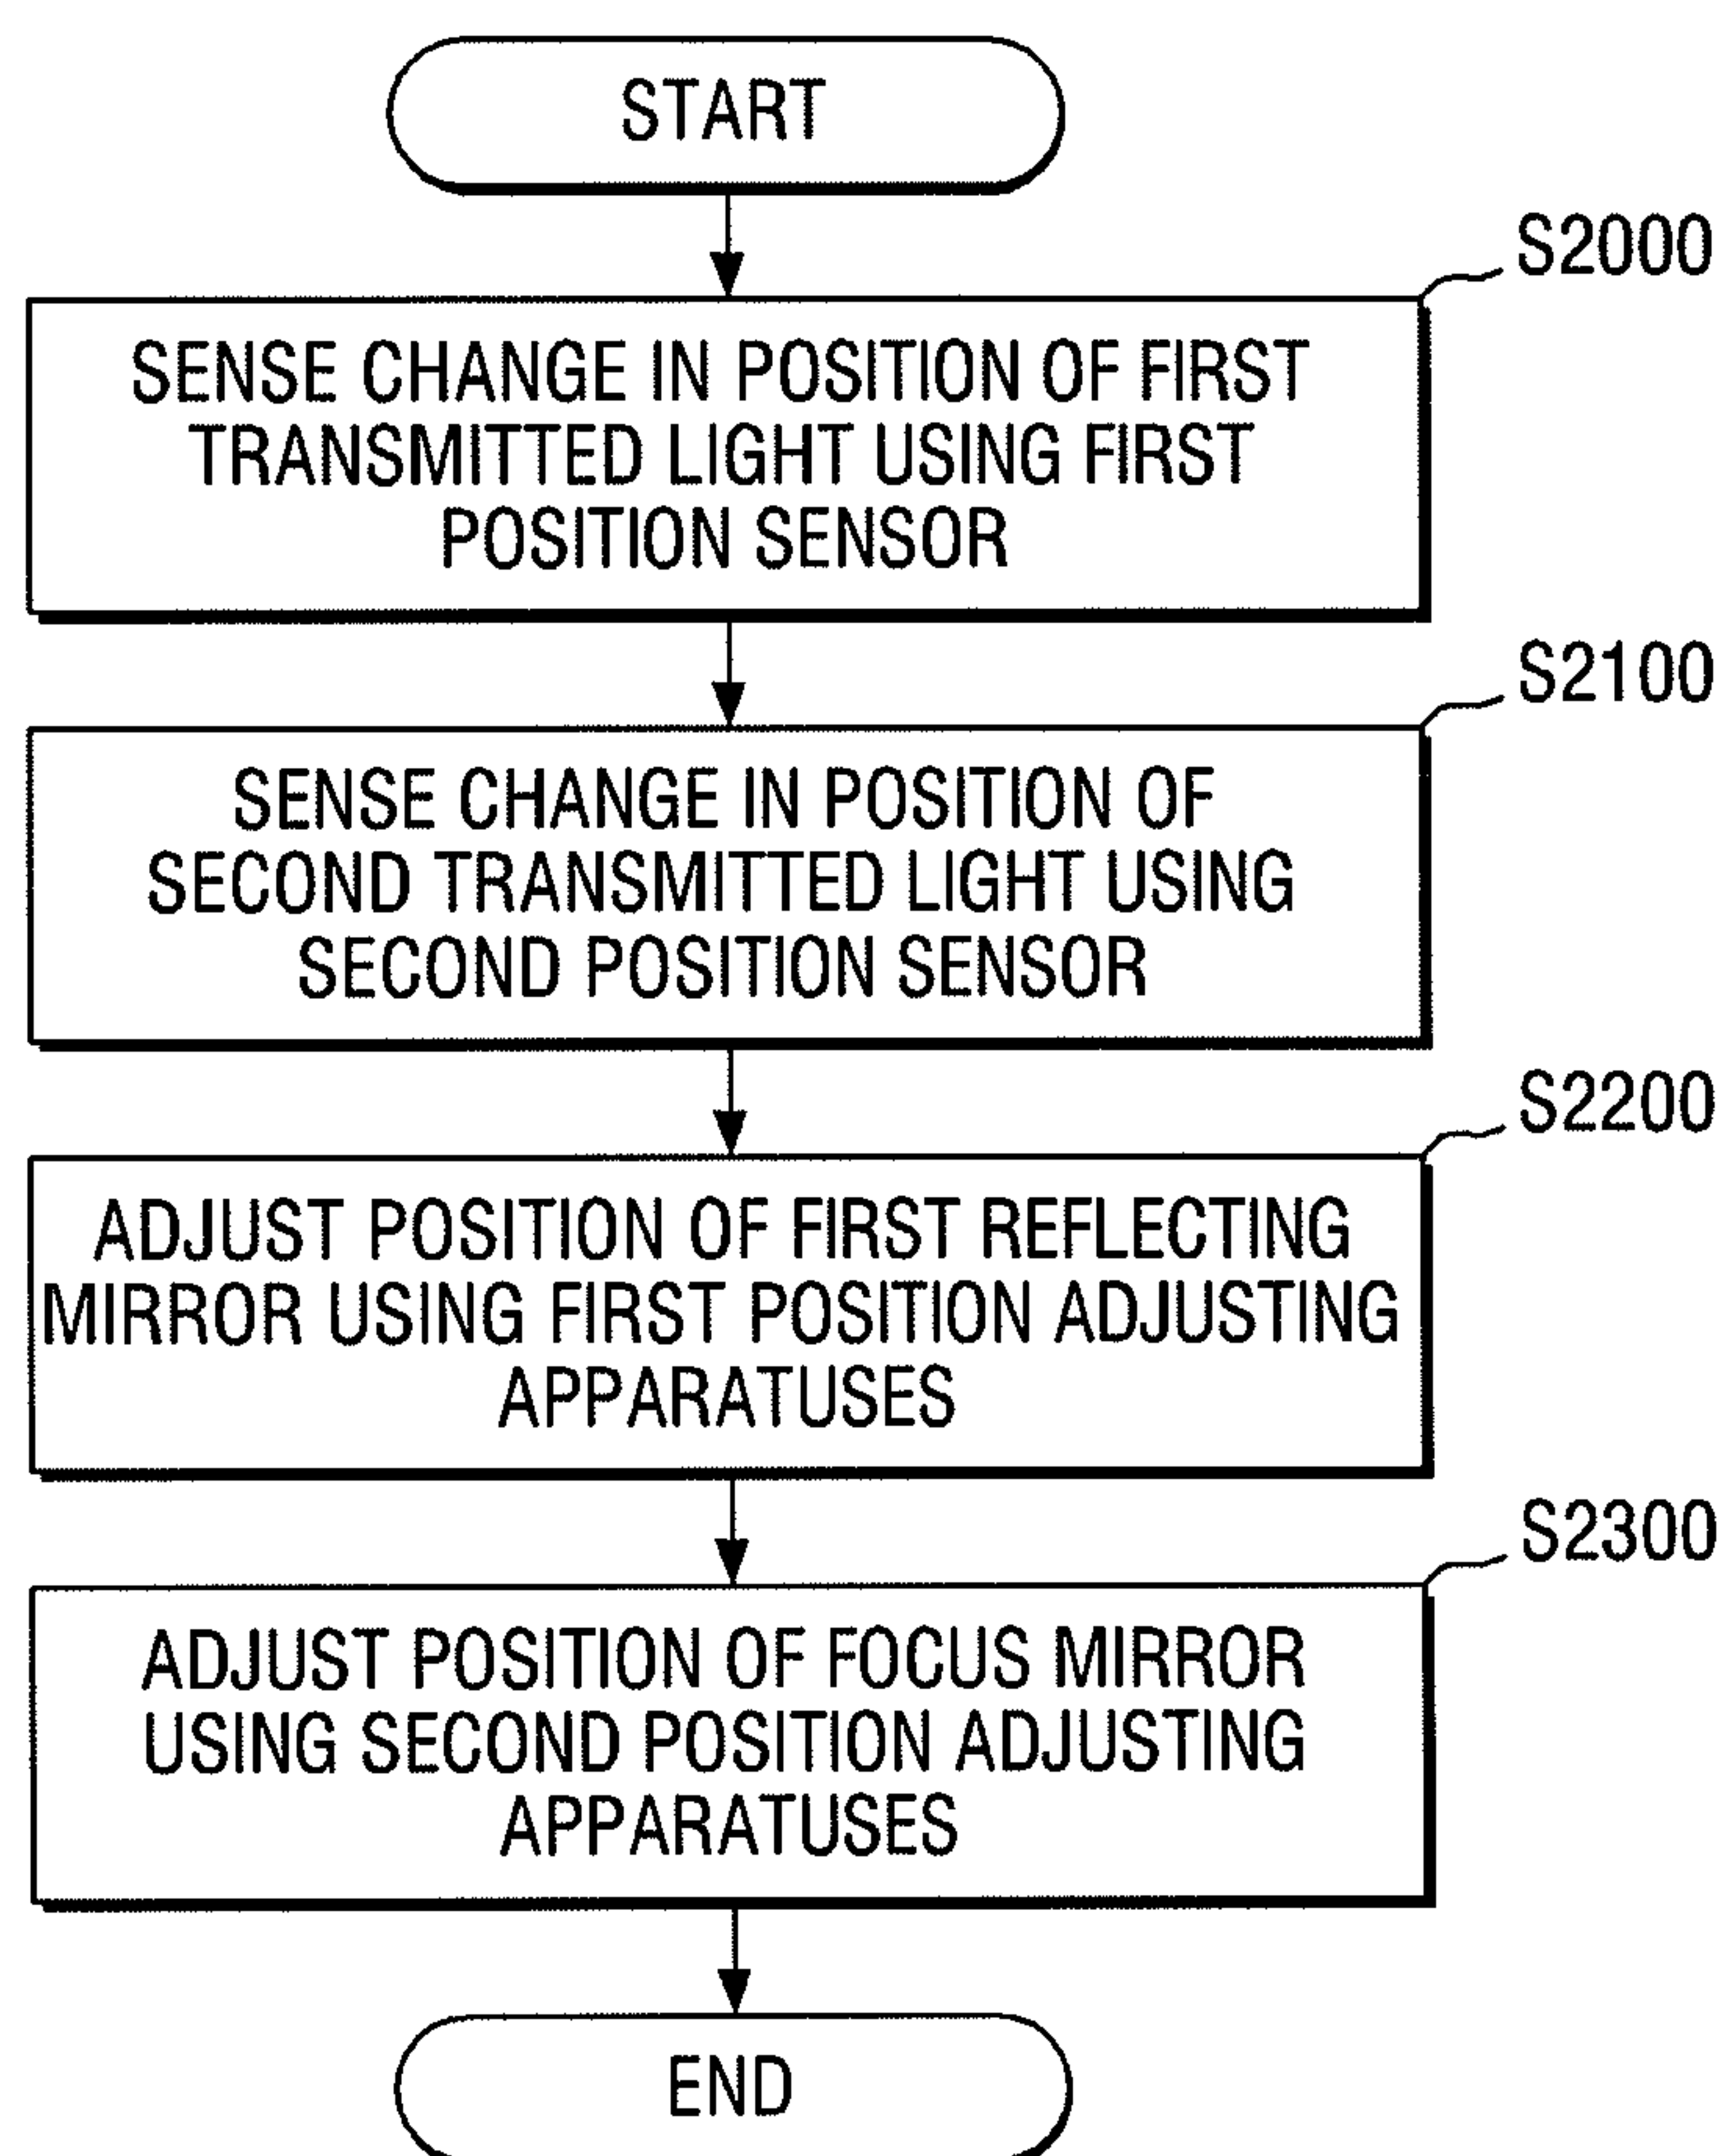 START
S2000
SENSE CHANGE IN POSITION OF FIRST
TRANSMITTED LIGHT USING FIRST
POSITION SENSOR
S2100
SENSE CHANGE IN POSITION OF
SECOND TRANSMITTED LIGHT USING
SECOND POSITION SENSOR
S2200
ADJUST POSITION OF FIRST REFLECTING
MIRROR USING FIRST POSITION ADJUSTING
APPARATUSES
S2300
ADJUST POSITION OF FOCUS MIRROR
USING SECOND POSITION ADJUSTING
APPARATUSES
END